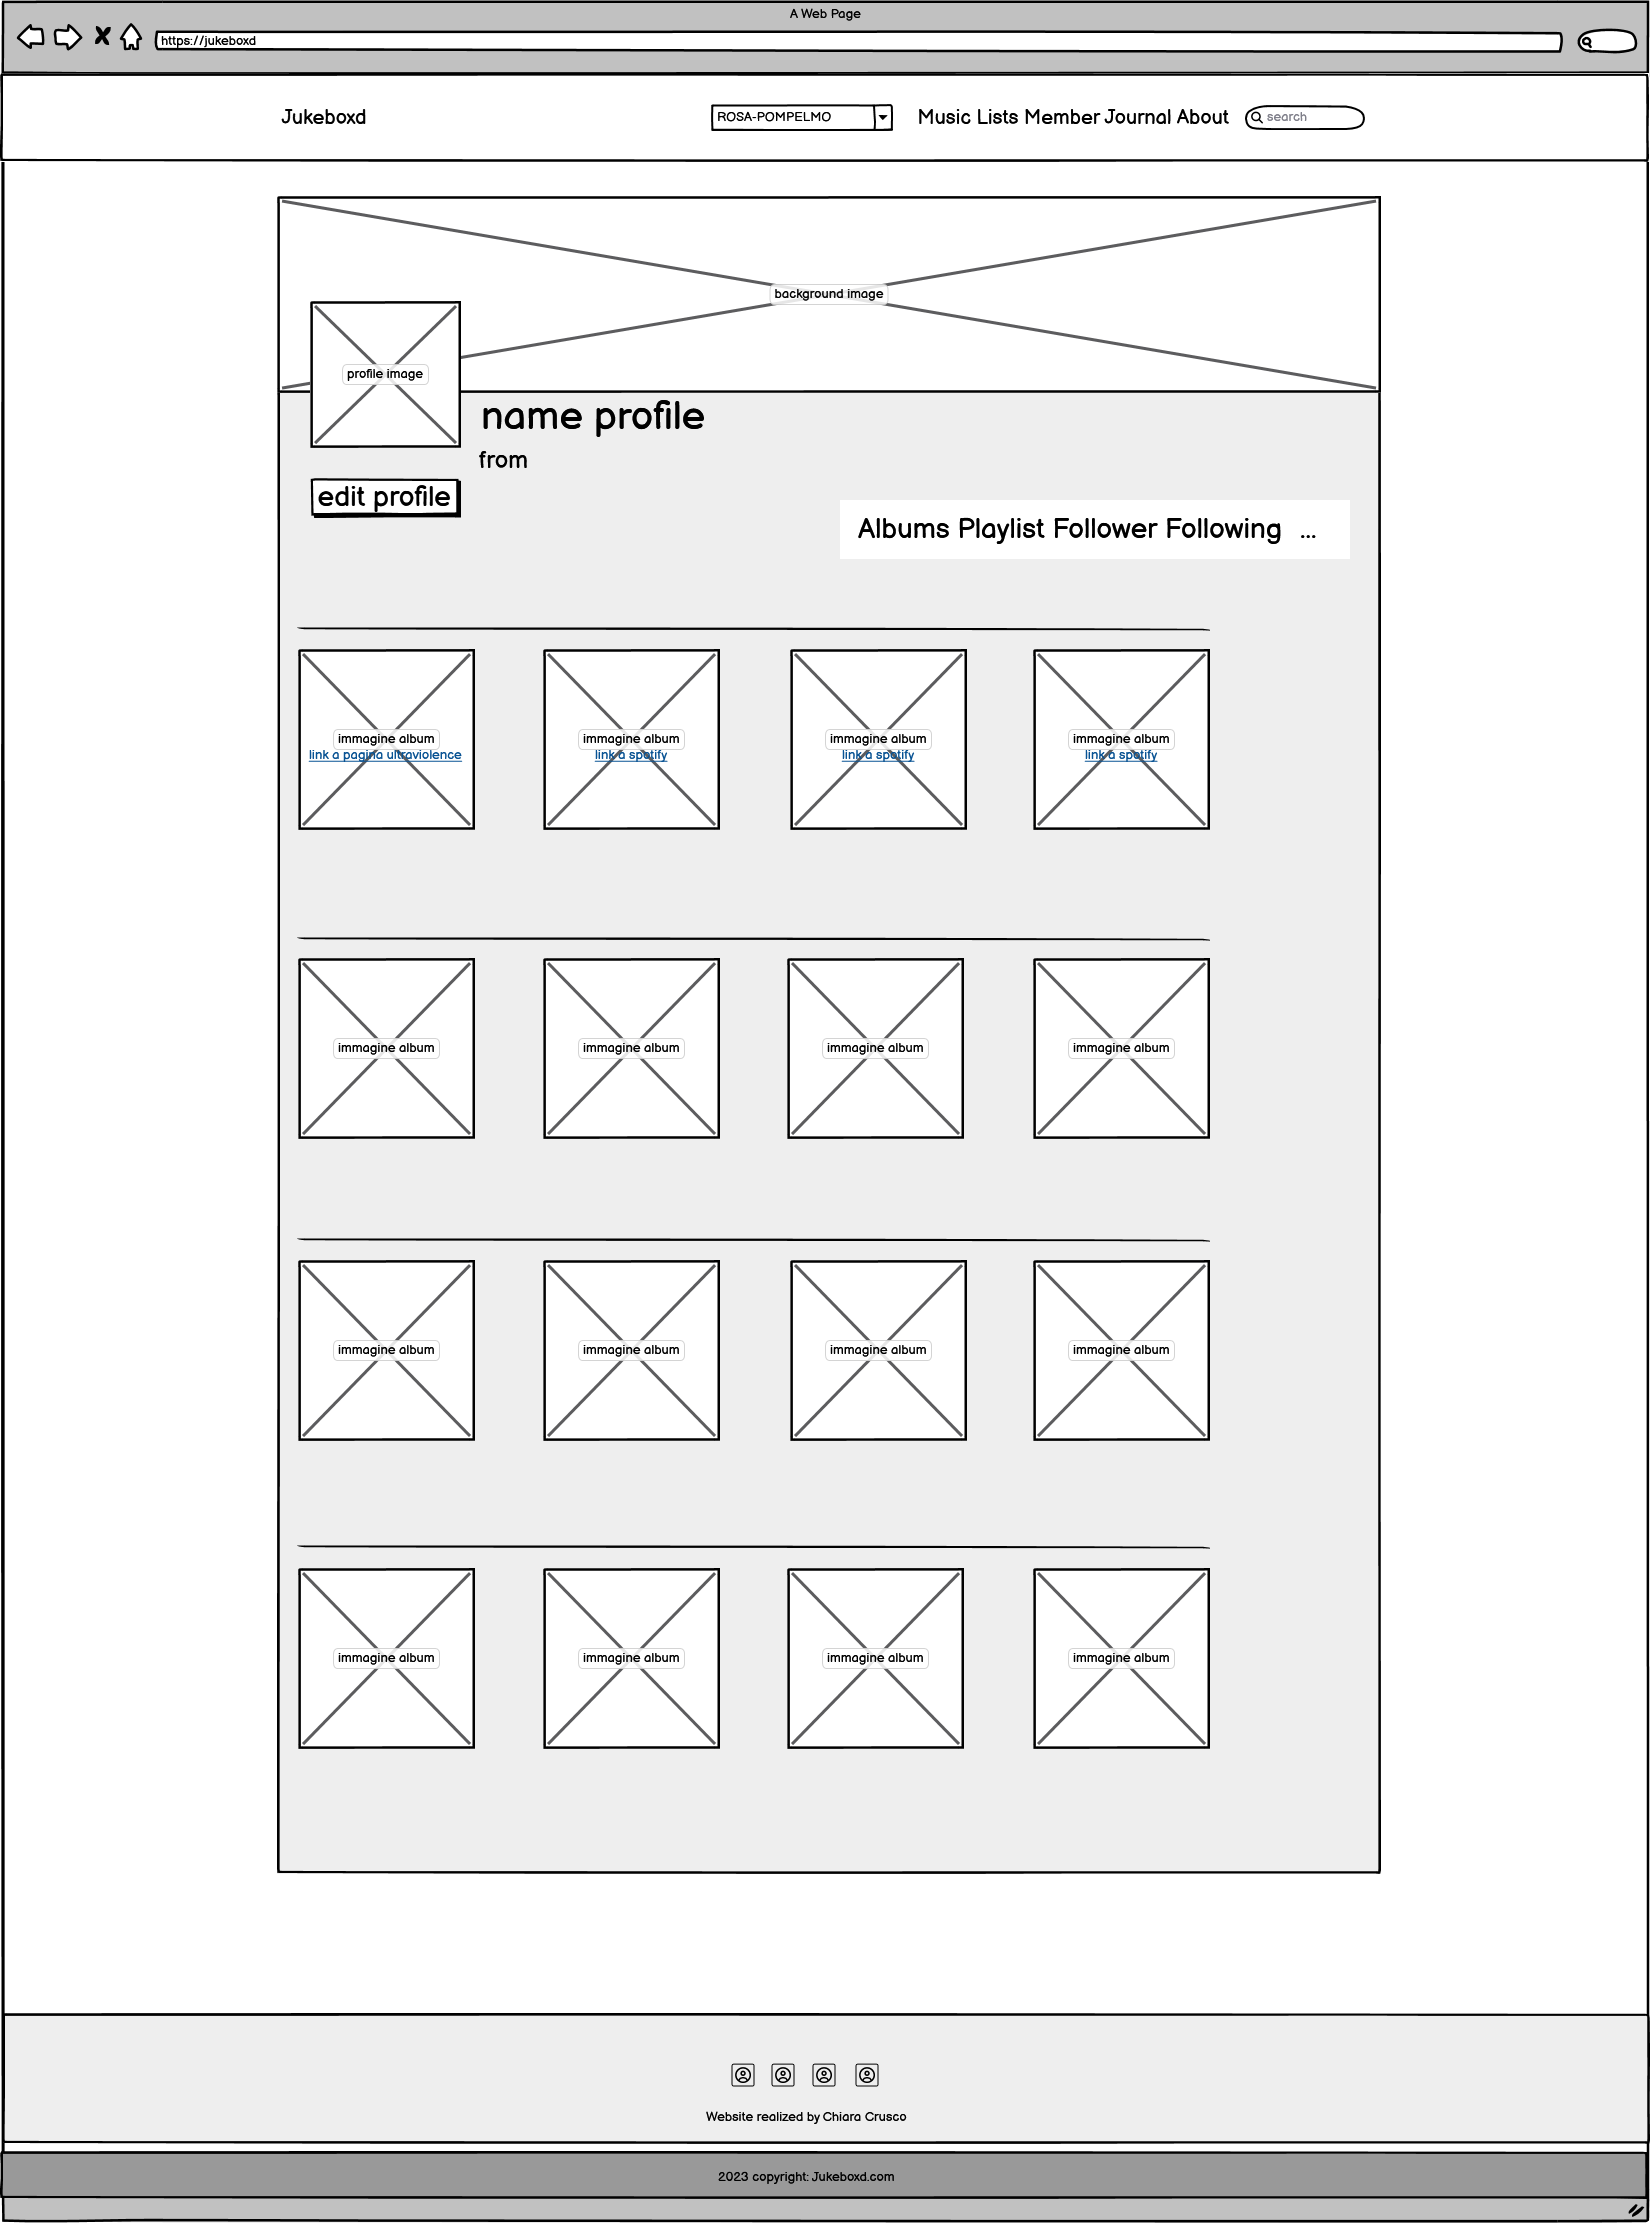 A Web Page
https://jukeboxd
Jukeboxd
ROSA-POMPELMO
Music Lists Member Journal About
search
background image
profile image
name profile
from
edit profile
Albums Playlist Follower Following ...
immagine album immagine album immagine album immagine album
link a pagina ultraviolence link a spotify link a spotify link a spotify
immagine album immagine album immagine album immagine album
immagine album immagine album immagine album immagine album
immagine album immagine album immagine album immagine album
Website realized by Chiara Crusco
2023 copyright: Jukeboxd.com